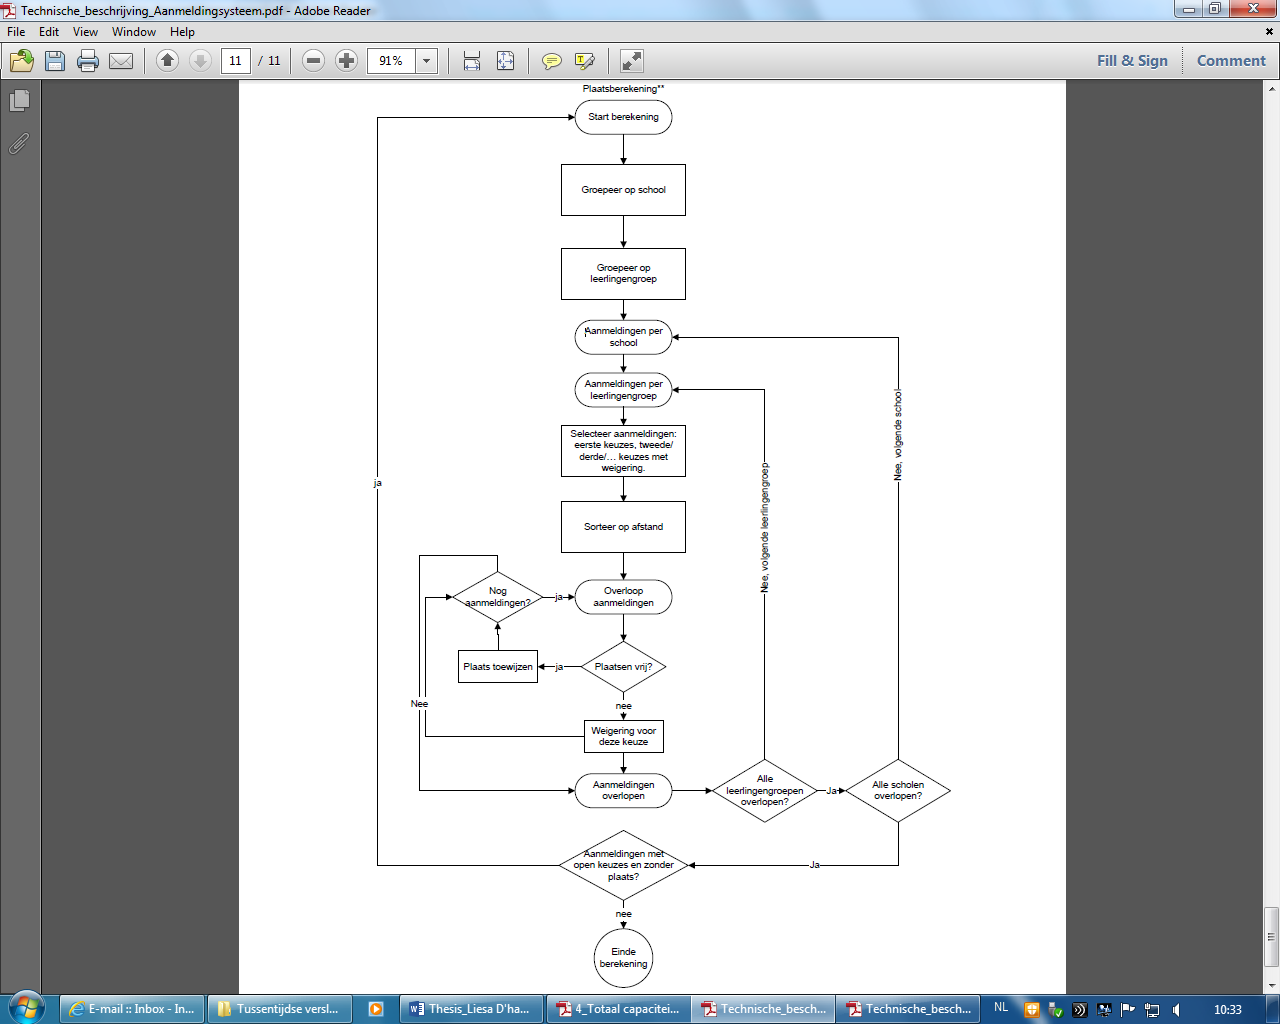 Technische_beschrijving_Aanmeldingsysteem.pdf - Adobe Reader
File Edit View Window Help
11 / 11 91% Fill & Sign Comment
Plaatsberekening**
Start berekening
Groepeer op school
Groepeer op
leerlingengroep
Aanmeldingen per
school
Aanmeldingen per
leerlingengroep
Selecteer aanmeldingen:
eerste keuzes, tweede/
derde/... keuzes met
weigering.
Sorteer op afstand
Nog
aanmeldingen?
ja
Overloop
aanmeldingen
Plaats toewijzen
ja
Plaatsen vrij?
Nee
nee
Weigering voor
deze keuze
Aanmeldingen
overlopen
Alle
leerlingengroepen
overlopen?
Ja
Alle scholen
overlopen?
Nee, volgende leerlingengroep
Nee, volgende school
ja
Aanmeldingen met
open keuzes en zonder
plaats?
Ja
nee
Einde
berekening
E-mail :: Inbox - In... Tussentijdse versl... Thesis_Liesa D'ha... 4_Totaal capacitei... Technische_besch... Technische_besch... NL 10:33